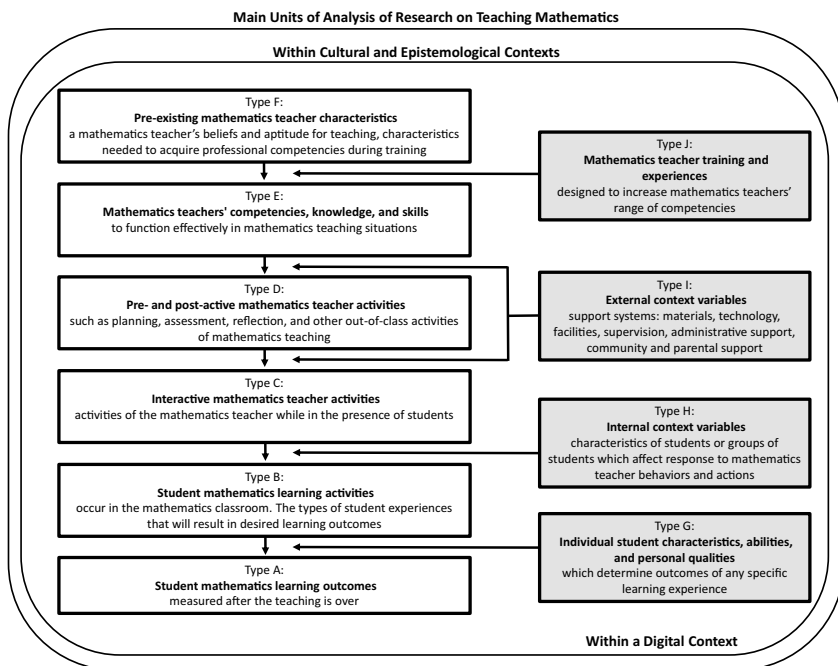 Main Units of Analysis of Research on Teaching Mathematics
Within Cultural and Epistemological Contexts
Type F:
Pre-existing mathematics teacher characteristics
a mathematics teacher's beliefs and aptitude for teaching, characteristics
needed to acquire professional competencies during training
Type J:
Mathematics teacher training and
experiences
designed to increase mathematics teachers'
range of competencies
Type E:
Mathematics teachers' competencies, knowledge, and skills
to function effectively in mathematics teaching situations
Type D:
Pre- and post-active mathematics teacher activities
such as planning, assessment, reflection, and other out-of-class activities
of mathematics teaching
Type I:
External context variables
support systems: materials, technology,
facilities, supervision, administrative support,
community and parental support
Type C:
Interactive mathematics teacher activities
activities of the mathematics teacher while in the presence of students
Type H:
Internal context variables
characteristics of students or groups of
students which affect response to mathematics
teacher behaviors and actions
Type B:
Student mathematics learning activities
occur in the mathematics classroom. The types of student experiences
that will result in desired learning outcomes
Type G:
Individual student characteristics, abilities,
and personal qualities
which determine outcomes of any specific
learning experience
Type A:
Student mathematics learning outcomes
measured after the teaching is over
Within a Digital Context